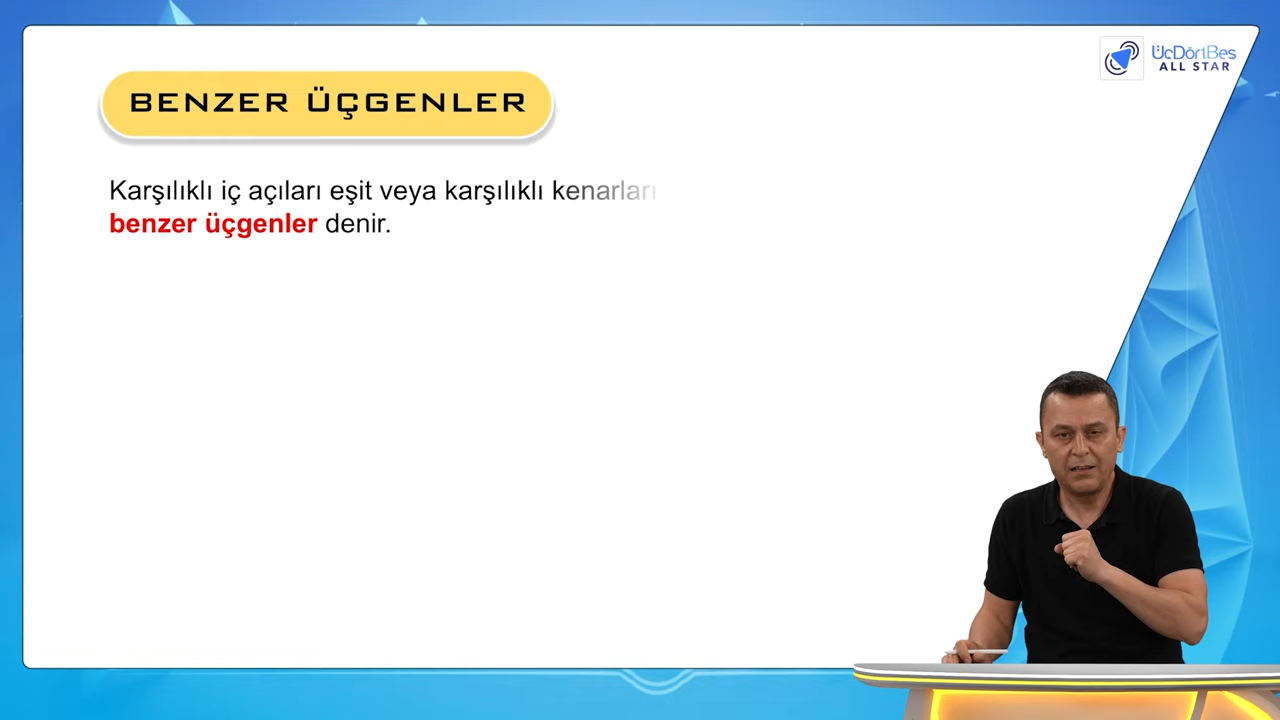 ÜçDörtBeş
ALL STAR
BENZER ÜÇGENLER
Karşılıklı iç açıları eşit veya karşılıklı kenarları
benzer üçgenler denir.